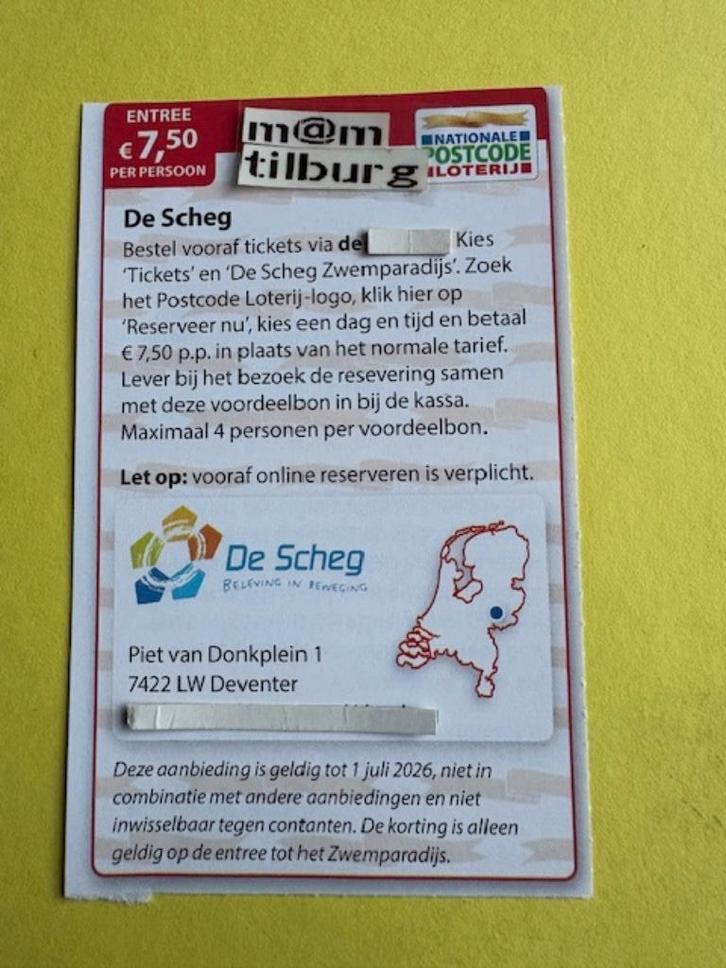 ENTREE
€ 7,50
PER PERSOON
m@m
tilburg
NATIONALE
POSTCODE
LOTERIJ
De Scheg
Bestel vooraf tickets via de Kies
'Tickets' en 'De Scheg Zwemparadijs'. Zoek
het Postcode Loterij-logo, klik hier op
'Reserveer nu', kies een dag en tijd en betaal
€ 7,50 p.p. in plaats van het normale tarief.
Lever bij het bezoek de resevering samen
met deze voordeelbon in bij de kassa.
Maximaal 4 personen per voordeelbon.
Let op: vooraf online reserveren is verplicht.
De Scheg
BELEVING IN BEWEGING
Piet van Donkplein 1
7422 LW Deventer
Deze aanbieding is geldig tot 1 juli 2026, niet in
combinatie met andere aanbiedingen en niet
inwisselbaar tegen contanten. De korting is alleen
geldig op de entree tot het Zwemparadijs.